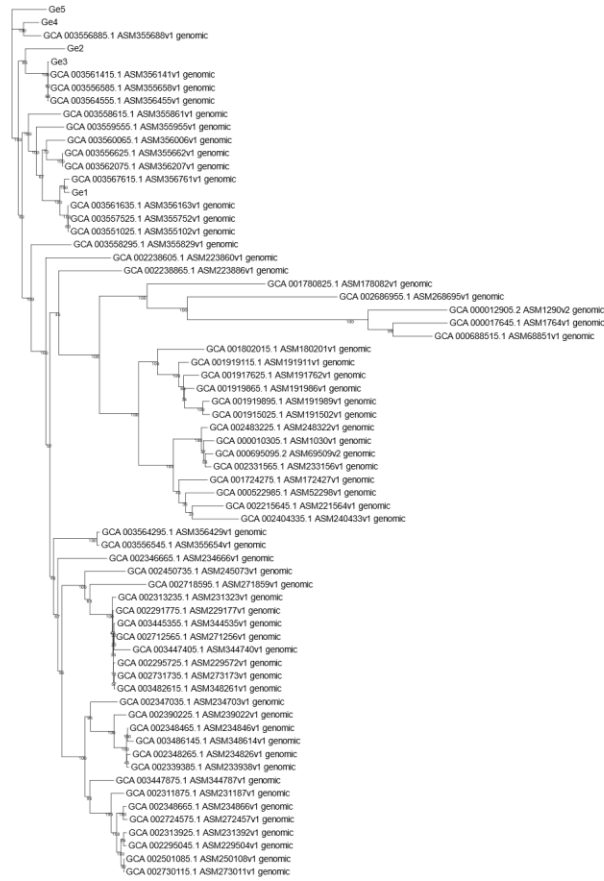 Ge5
Ge4
GCA 003556885.1 ASM355688v1 genomic
Ge2
Ge3
GCA 003561415.1 ASM356141v1 genomic
GCA 003556585.1 ASM355658v1 genomic
GCA 003564555.1 ASM356455v1 genomic
GCA 003558615.1 ASM355861v1 genomic
GCA 003559555.1 ASM355955v1 genomic
GCA 003560065.1 ASM356006v1 genomic
GCA 003556625.1 ASM355662v1 genomic
GCA 003562075.1 ASM356207v1 genomic
GCA 003567615.1 ASM356761v1 genomic
Ge1
GCA 003561635.1 ASM356163v1 genomic
GCA 003557525.1 ASM355752v1 genomic
GCA 003551025.1 ASM355102v1 genomic
GCA 003558295.1 ASM355829v1 genomic
GCA 002238605.1 ASM223860v1 genomic
GCA 002238865.1 ASM223886v1 genomic
GCA 001780825.1 ASM178082v1 genomic
GCA 002686955.1 ASM268695v1 genomic
GCA 000012905.2 ASM1290v2 genomic
GCA 000017645.1 ASM1764v1 genomic
GCA 000688515.1 ASM68851v1 genomic
GCA 001802015.1 ASM180201v1 genomic
GCA 001919115.1 ASM191911v1 genomic
GCA 001917625.1 ASM191762v1 genomic
GCA 001919865.1 ASM191986v1 genomic
GCA 001919895.1 ASM191989v1 genomic
GCA 001915025.1 ASM191502v1 genomic
GCA 002483225.1 ASM248322v1 genomic
GCA 000010305.1 ASM1030v1 genomic
GCA 000695095.2 ASM69509v2 genomic
GCA 002331565.1 ASM233156v1 genomic
GCA 001724275.1 ASM172427v1 genomic
GCA 000522985.1 ASM52298v1 genomic
GCA 002215645.1 ASM221564v1 genomic
GCA 002404335.1 ASM240433v1 genomic
GCA 003564295.1 ASM356429v1 genomic
GCA 003556545.1 ASM355654v1 genomic
GCA 002346665.1 ASM234666v1 genomic
GCA 002450735.1 ASM245073v1 genomic
GCA 002718595.1 ASM271859v1 genomic
GCA 002313235.1 ASM231323v1 genomic
GCA 002291775.1 ASM229177v1 genomic
GCA 003445355.1 ASM344535v1 genomic
GCA 002712565.1 ASM271256v1 genomic
GCA 003447405.1 ASM344740v1 genomic
GCA 002295725.1 ASM229572v1 genomic
GCA 002731735.1 ASM273173v1 genomic
GCA 003482615.1 ASM348261v1 genomic
GCA 002347035.1 ASM234703v1 genomic
GCA 002390225.1 ASM239022v1 genomic
GCA 002348465.1 ASM234846v1 genomic
GCA 003486145.1 ASM348614v1 genomic
GCA 002348265.1 ASM234826v1 genomic
GCA 002339385.1 ASM233938v1 genomic
GCA 003447875.1 ASM344787v1 genomic
GCA 002311875.1 ASM231187v1 genomic
GCA 002348665.1 ASM234866v1 genomic
GCA 002724575.1 ASM272457v1 genomic
GCA 002313925.1 ASM231392v1 genomic
GCA 002295045.1 ASM229504v1 genomic
GCA 002501085.1 ASM250108v1 genomic
GCA 002730115.1 ASM273011v1 genomic